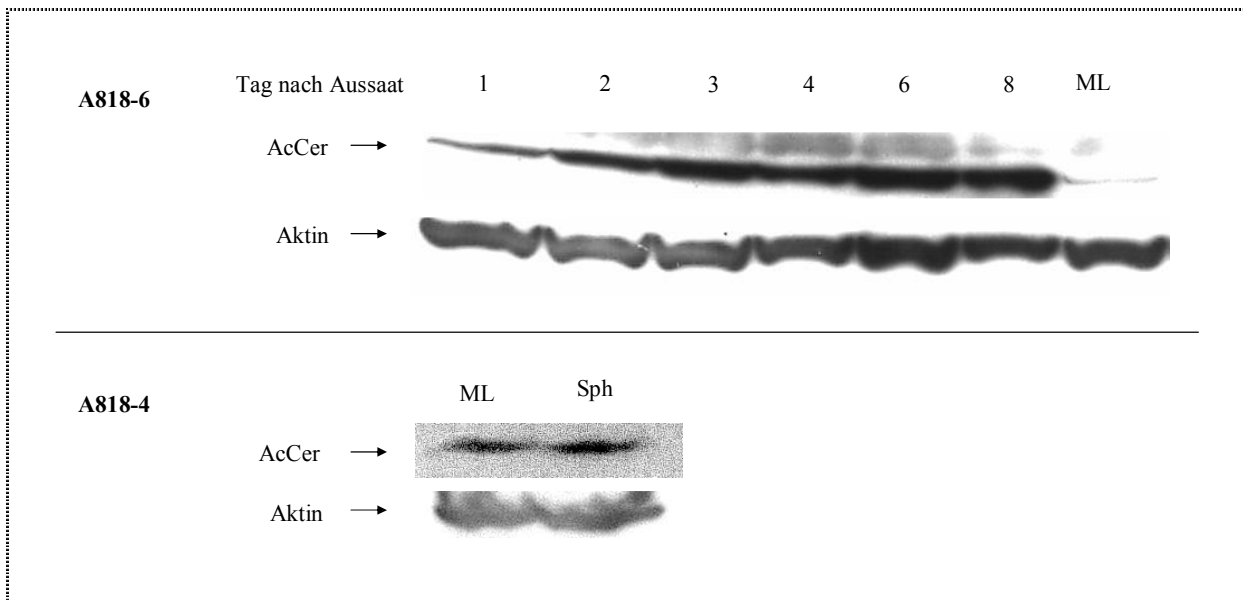 A818-6 Tag nach Aussaat 1 2 3 4 6 8 ML
AcCer
Aktin
A818-4 ML Sph
AcCer
Aktin